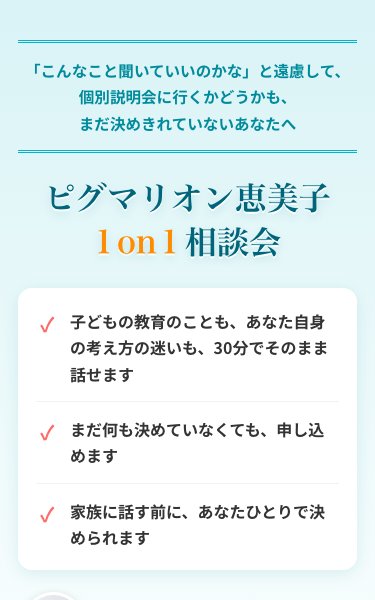 「こんなこと聞いていいのかな」と遠慮して、
個別説明会に行くかどうかも、
まだ決めきれていないあなたへ
ピグマリオン恵美子
1on1相談会
子どもの教育のことも、あなた自身
の考え方の迷いも、30分でそのまま
話せます
まだ何も決めていなくても、申し込
めます
家族に話す前に、あなたひとりで決
められます